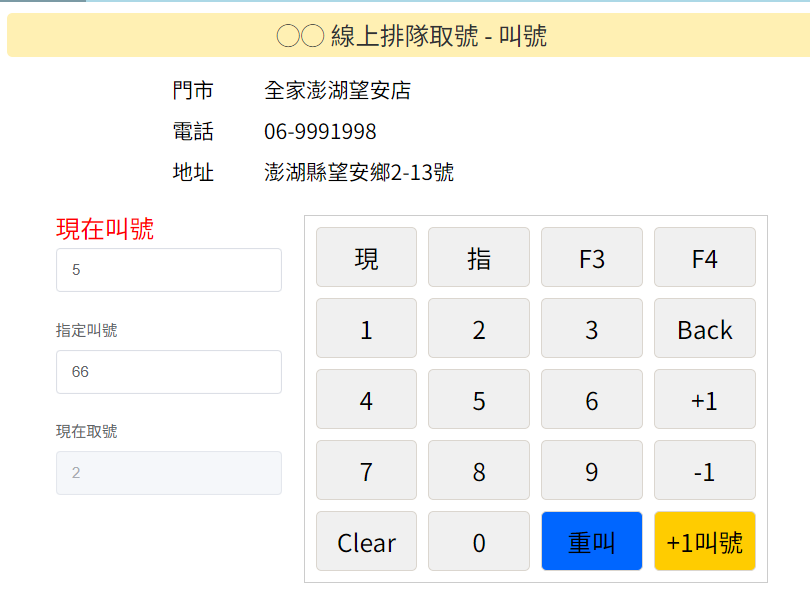 〇〇 線上排隊取號 - 叫號
門市 全家澎湖望安店
電話 06-9991998
地址 澎湖縣望安鄉2-13號
現在叫號
5
指定叫號
66
現在取號
2
現 指 F3 F4
1 2 3 Back
4 5 6 +1
7 8 9 -1
Clear 0 重叫 +1叫號